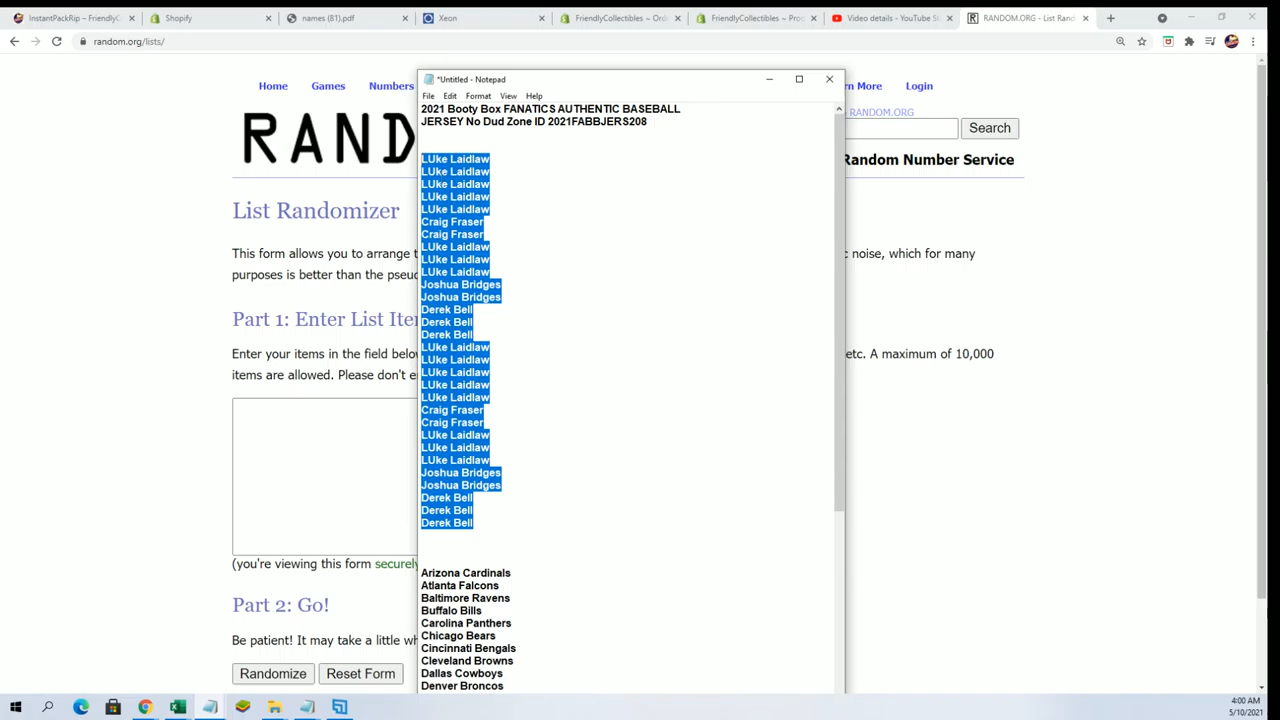 InstantPackRip ~ FriendlyC
Shopify
names (81).pdf
Xeon
FriendlyCollectibles ~ Ord
FriendlyCollectibles ~ Pro
Video details - YouTube St
RANDOM.ORG - List Rand
random.org/lists/
*Untitled - Notepad
Home
Games
Numbers
rn More
Login
File
Edit
Format
View
Help
RANDOM.ORG
2021 Booty Box FANATICS AUTHENTIC BASEBALL
JERSEY No Dud Zone ID 2021FABBJERS208
RAND
Search
Random Number Service
LUke Laidlaw
LUke Laidlaw
LUke Laidlaw
LUke Laidlaw
LUke Laidlaw
Craig Fraser
Craig Fraser
LUke Laidlaw
LUke Laidlaw
LUke Laidlaw
Joshua Bridges
Joshua Bridges
Derek Bell
Derek Bell
Derek Bell
LUke Laidlaw
LUke Laidlaw
LUke Laidlaw
LUke Laidlaw
LUke Laidlaw
Craig Fraser
Craig Fraser
LUke Laidlaw
LUke Laidlaw
LUke Laidlaw
Joshua Bridges
Joshua Bridges
Derek Bell
Derek Bell
Derek Bell
Arizona Cardinals
Atlanta Falcons
Baltimore Ravens
Buffalo Bills
Carolina Panthers
Chicago Bears
Cincinnati Bengals
Cleveland Browns
Dallas Cowboys
Denver Broncos
List Randomizer
This form allows you to arrange t
c noise, which for many
purposes is better than the pseu
Part 1: Enter List Ite
Enter your items in the field belo
etc. A maximum of 10,000
items are allowed. Please don't e
(you're viewing this form securely
Part 2: Go!
Be patient! It may take a little wh
Randomize
Reset Form
4:00 AM
5/10/2021